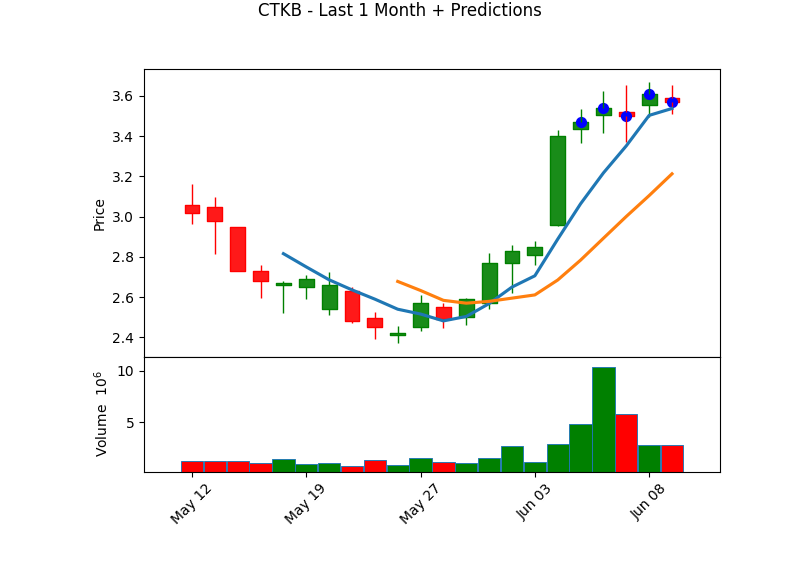 CTKB - Last 1 Month + Predictions
3.6
3.4
3.2
3.0
2.8
2.6
2.4
Price
10
5
Volume 10^6
May 12
May 19
May 27
Jun 03
Jun 08